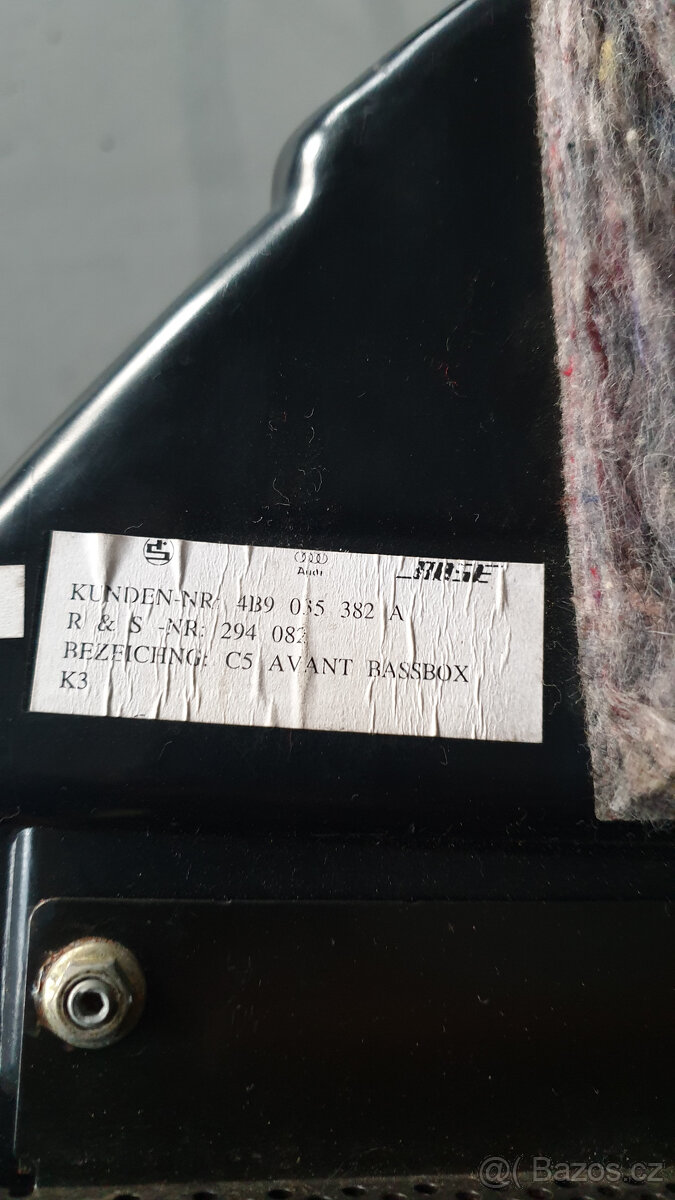 Audi
BOSE
KUNDEN-NR: 4B9 035 382 A
R & S -NR: 294 082
BEZEICHNG: C5 AVANT BASSBOX
K3
@( Bazos.cz